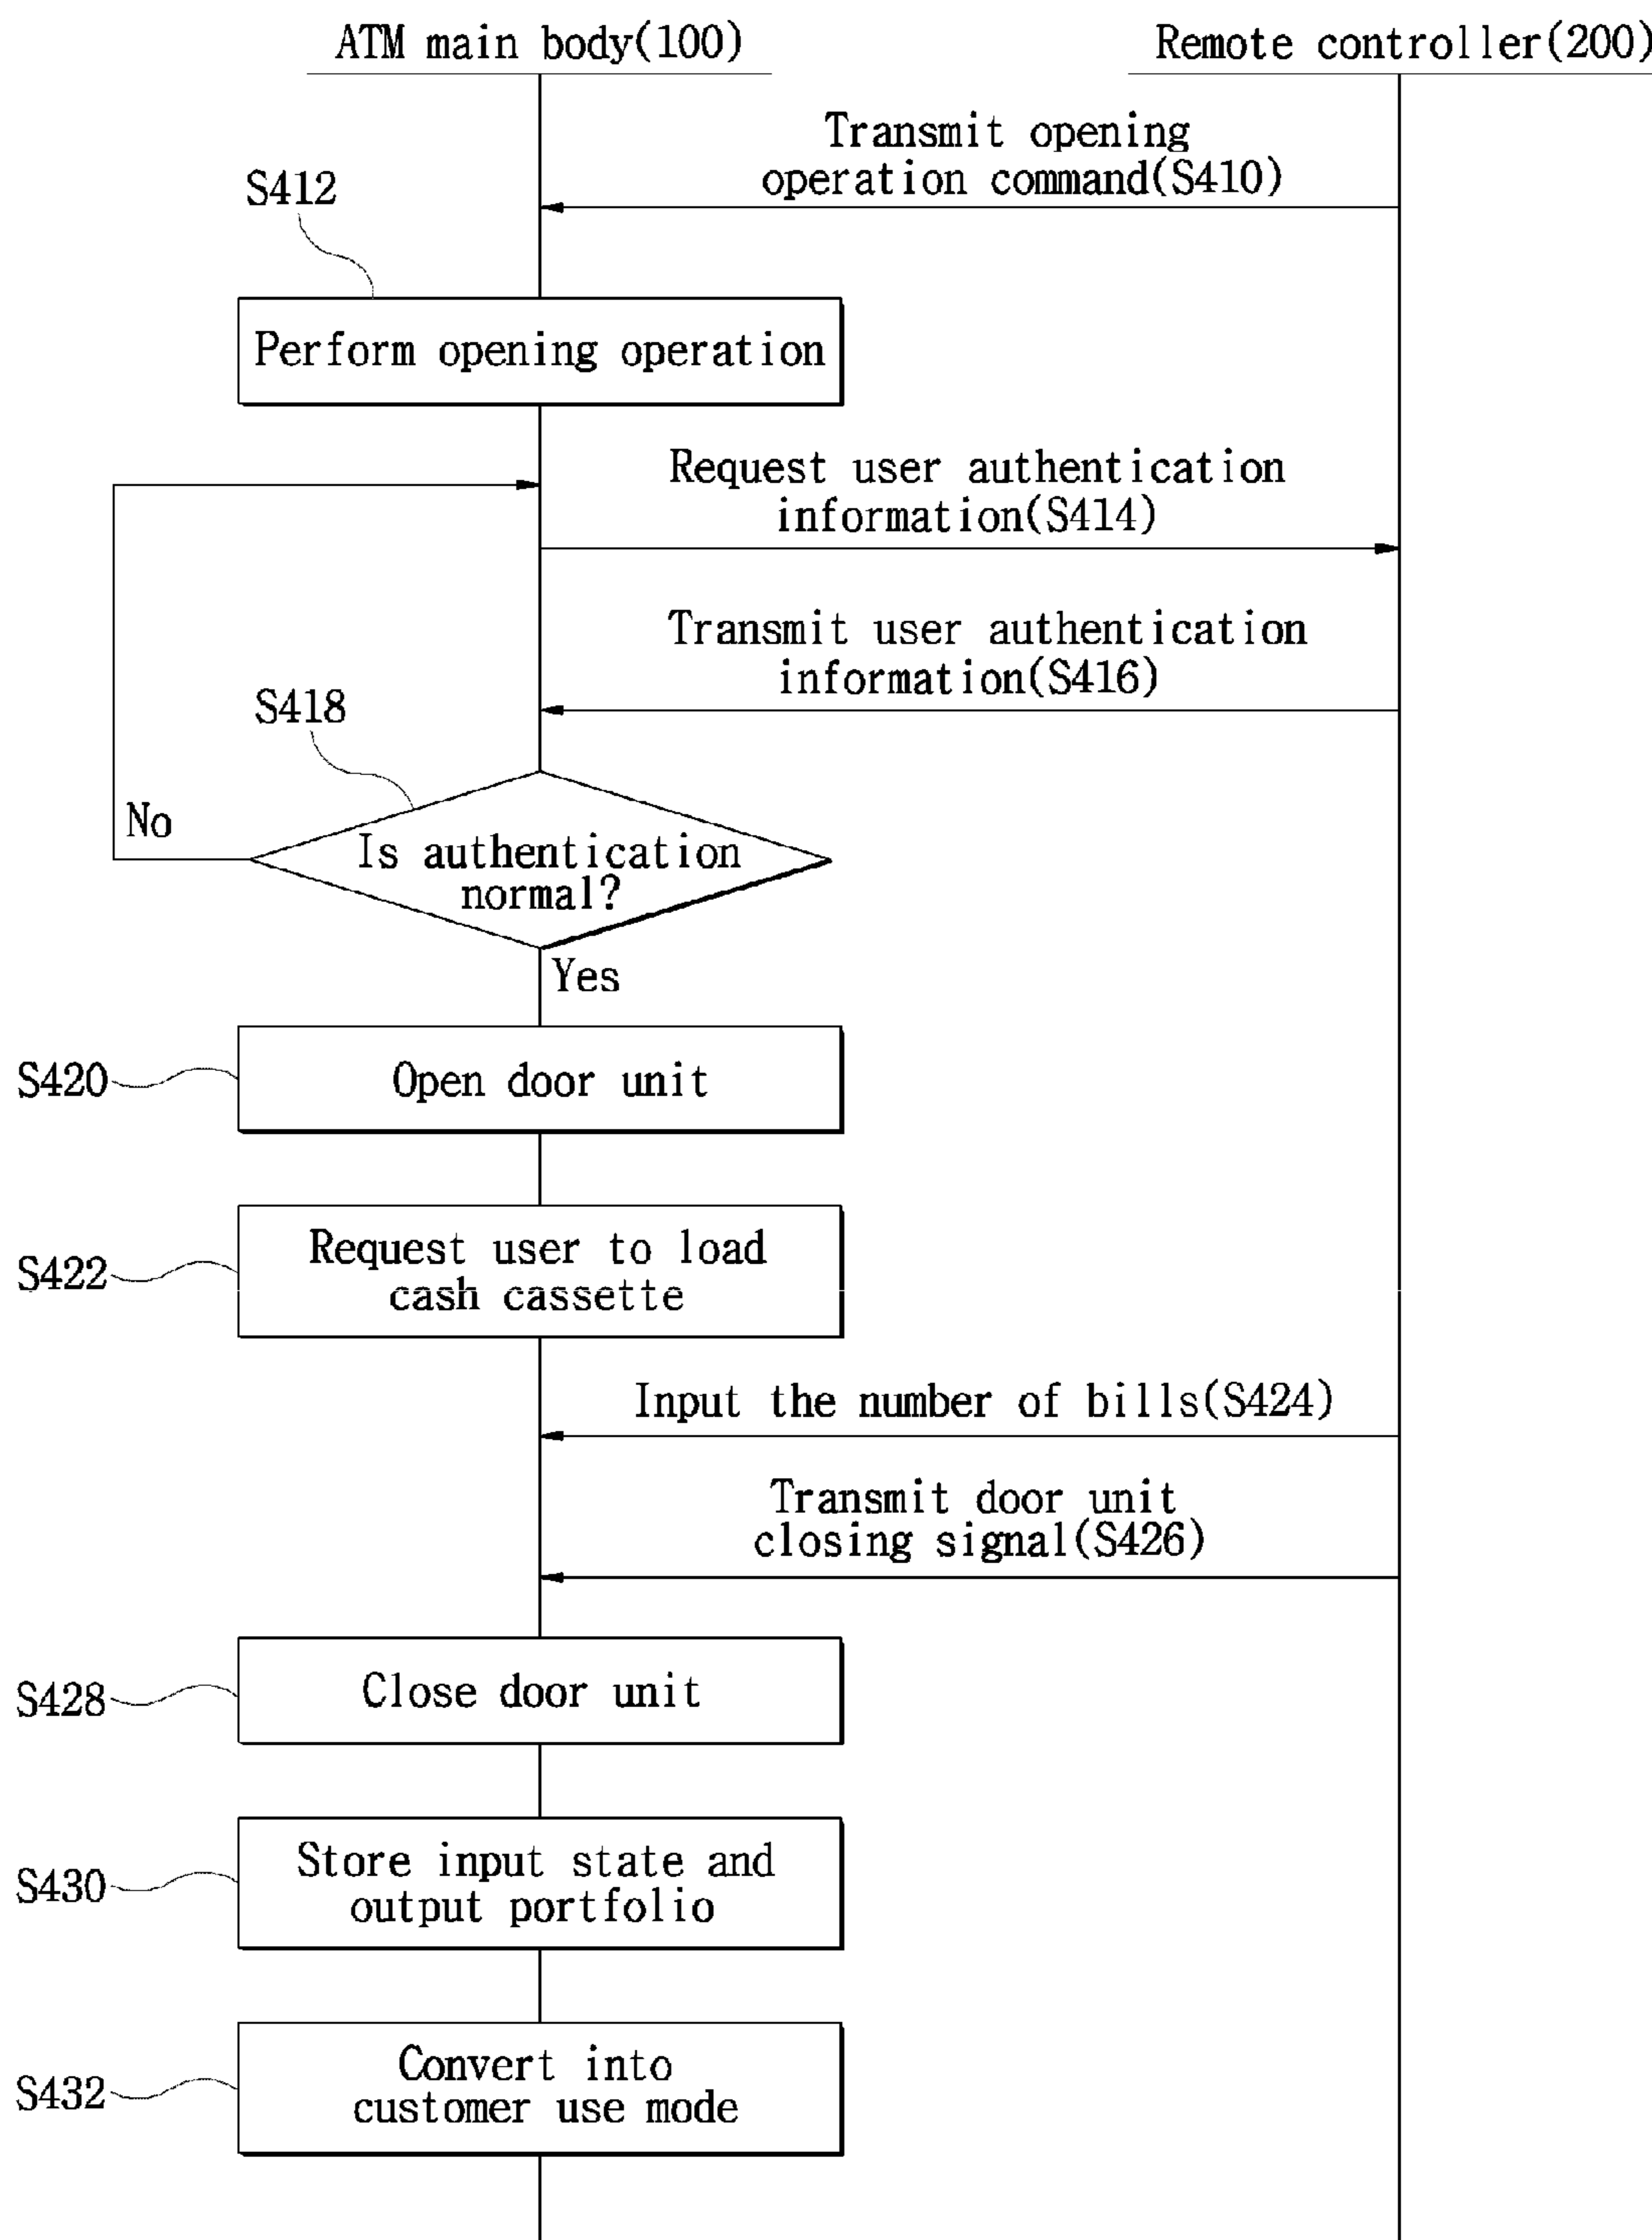 ATM main body(100)
Remote controller(200)
Transmit opening
operation command(S410)
S412
Perform opening operation
Request user authentication
information(S414)
Transmit user authentication
information(S416)
S418
No
Is authentication
normal?
Yes
S420
Open door unit
S422
Request user to load
cash cassette
Input the number of bills(S424)
Transmit door unit
closing signal(S426)
S428
Close door unit
S430
Store input state and
output portfolio
S432
Convert into
customer use mode